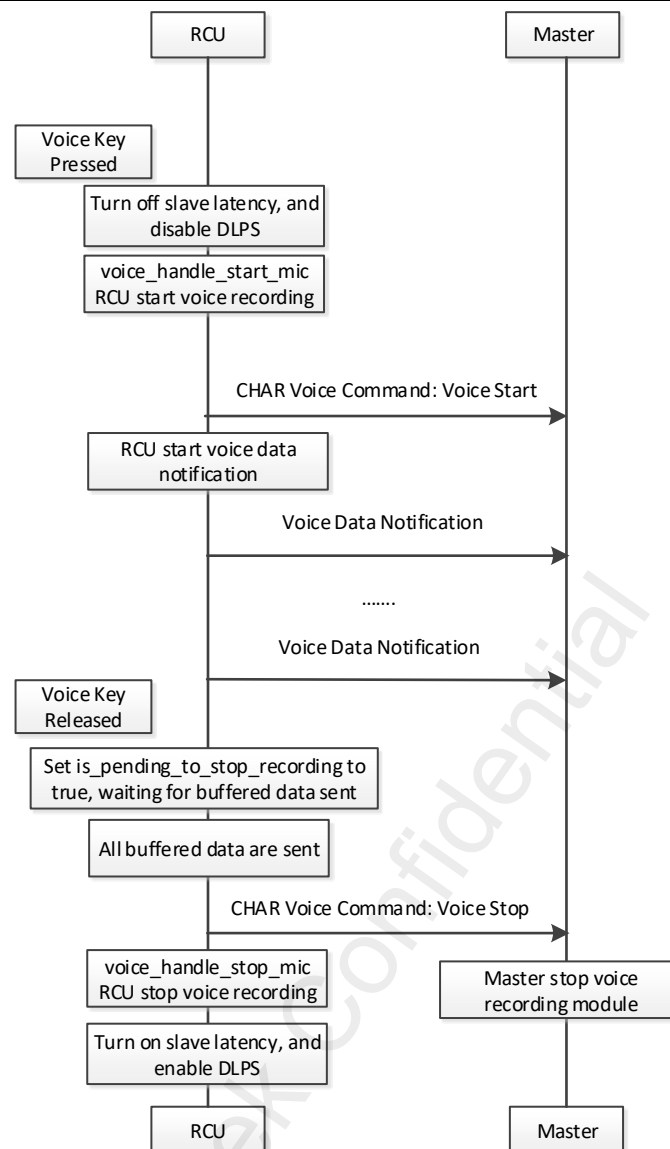 RCU
Master
Voice Key
Pressed
Turn off slave latency, and
disable DLPS
voice_handle_start_mic
RCU start voice recording
CHAR Voice Command: Voice Start
RCU start voice data
notification
Voice Data Notification
.......
Voice Data Notification
Voice Key
Released
Set is_pending_to_stop_recording to
true, waiting for buffered data sent
All buffered data are sent
CHAR Voice Command: Voice Stop
voice_handle_stop_mic
RCU stop voice recording
Master stop voice
recording module
Turn on slave latency, and
enable DLPS
RCU
Master
ek Confidential